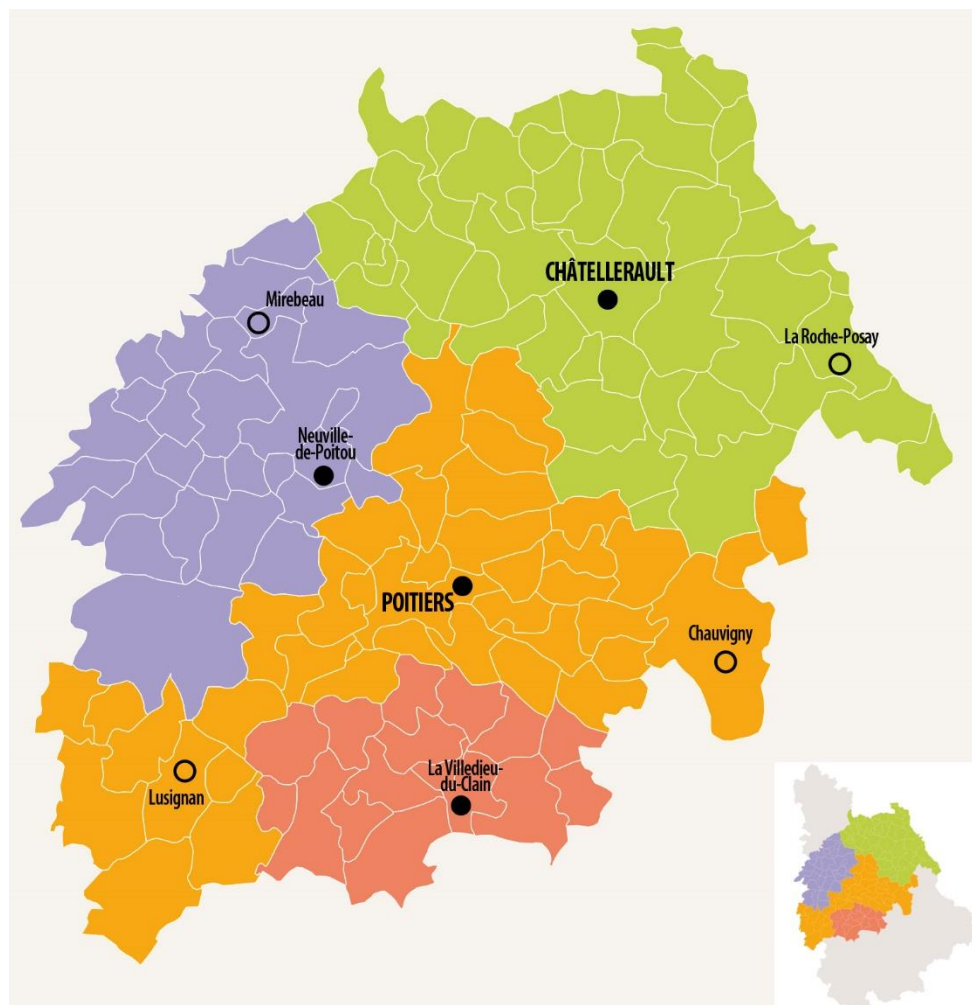 CHÂTELLERAULT
Mirebeau
La Roche-Posay
Neuville-
de-Poitou
POITIERS
Chauvigny
La Villedieu-
du-Clain
Lusignan